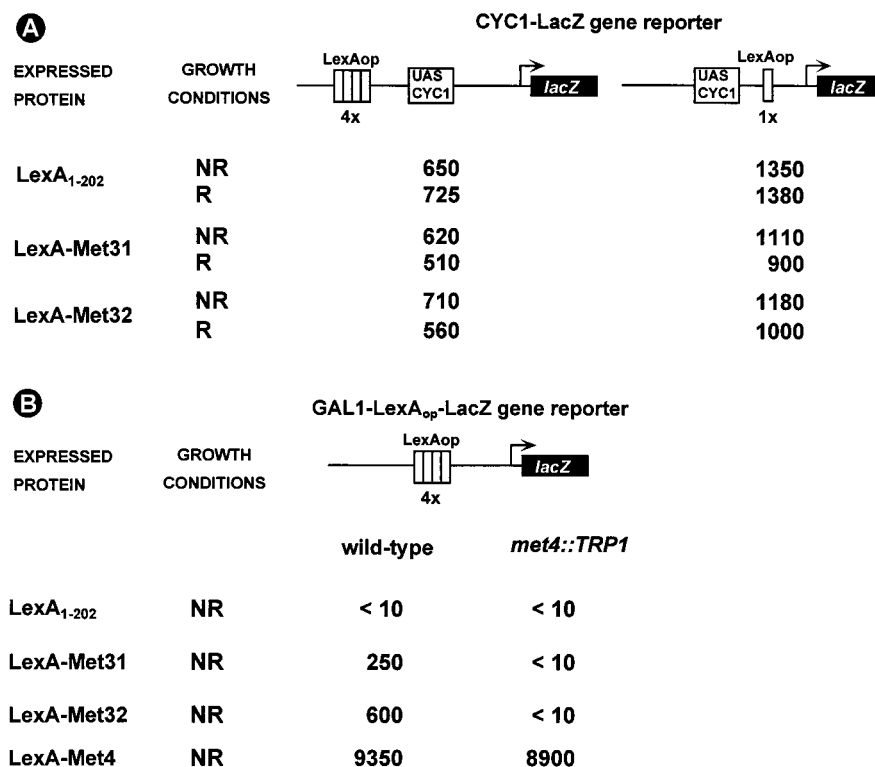 A
CYC1-LacZ gene reporter
EXPRESSED PROTEIN
GROWTH CONDITIONS
LexAop
UAS CYC1
lacZ
4x
LexAop
UAS CYC1
lacZ
1x
LexA1-202 NR 650 1350
R 725 1380
LexA-Met31 NR 620 1110
R 510 900
LexA-Met32 NR 710 1180
R 560 1000
B
GAL1-LexAop-LacZ gene reporter
EXPRESSED PROTEIN
GROWTH CONDITIONS
LexAop
lacZ
4x
wild-type met4::TRP1
LexA1-202 NR < 10 < 10
LexA-Met31 NR 250 < 10
LexA-Met32 NR 600 < 10
LexA-Met4 NR 9350 8900